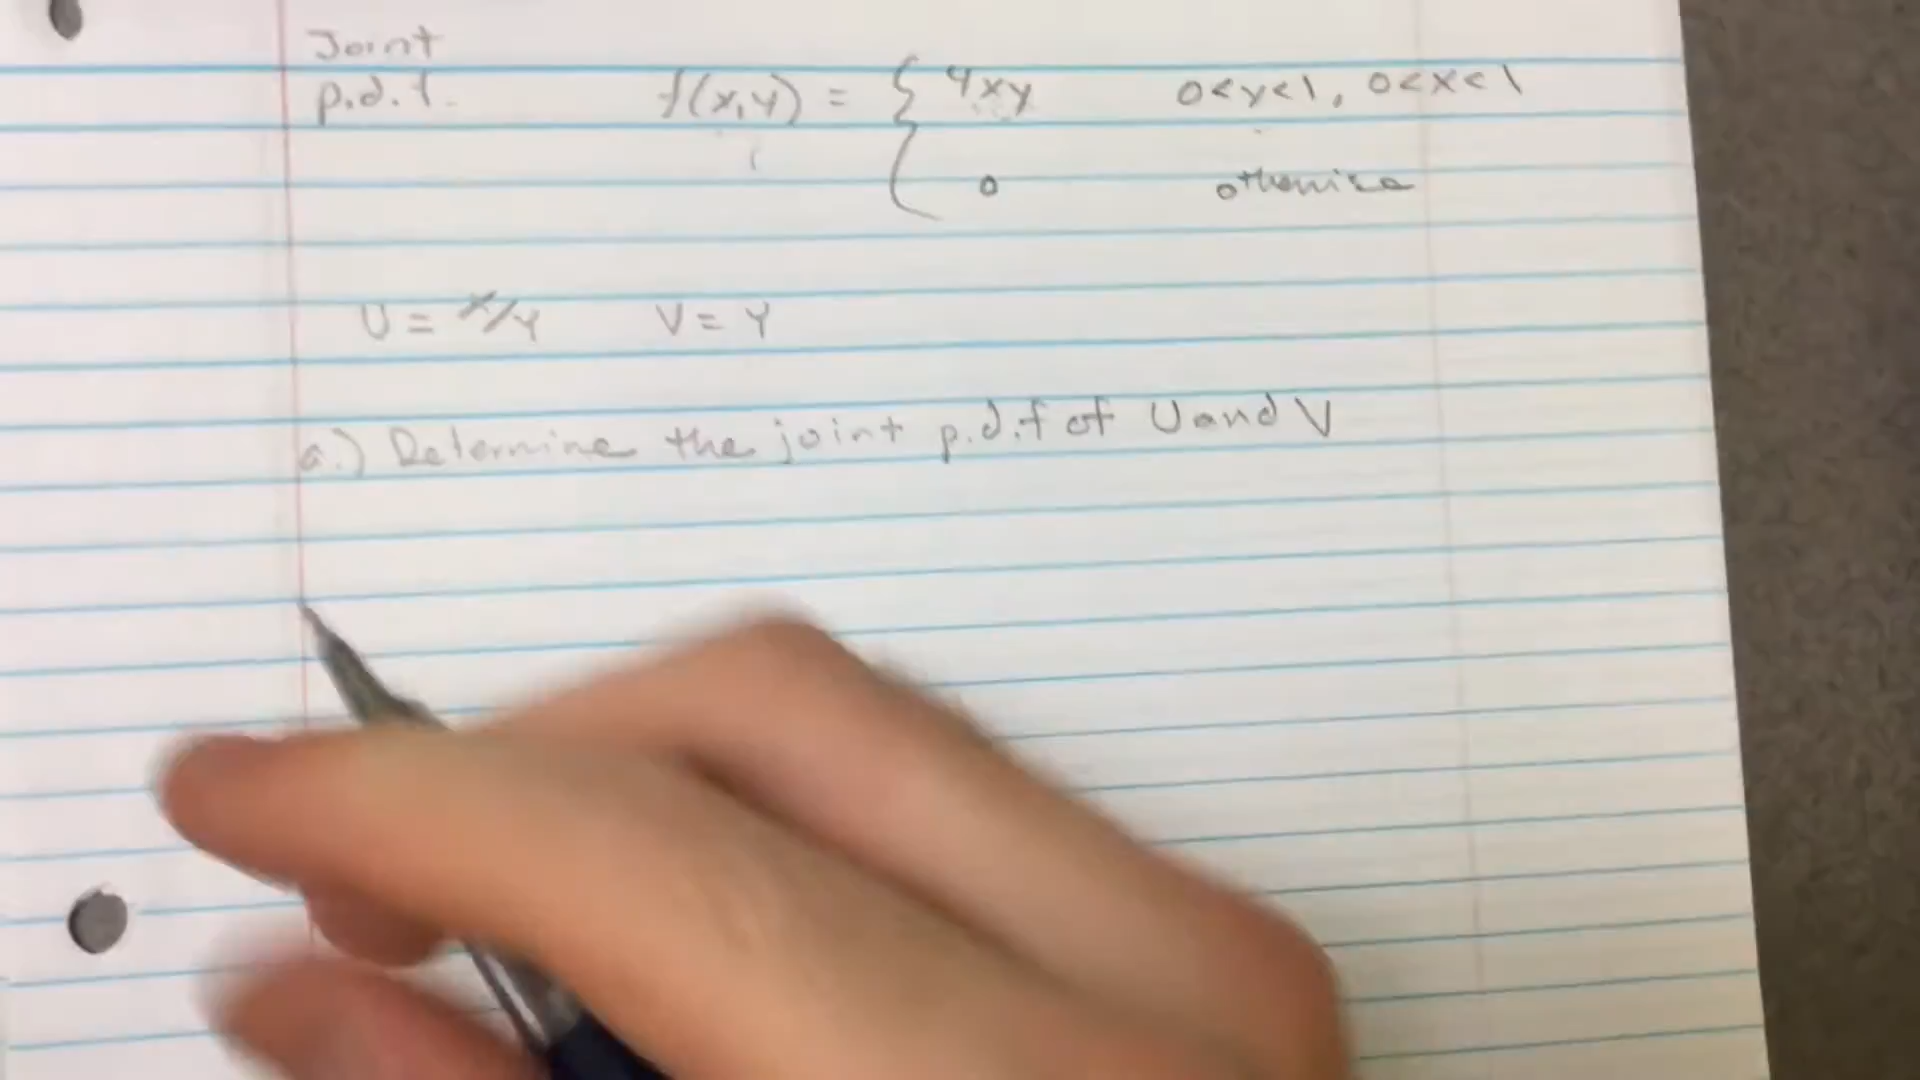 Joint
p.d.f. f(x,y) = { 4xy 0<y<1, 0<x<1
0 otherwise
U = X/Y V = Y
a.) Determine the joint p.d.f of U and V